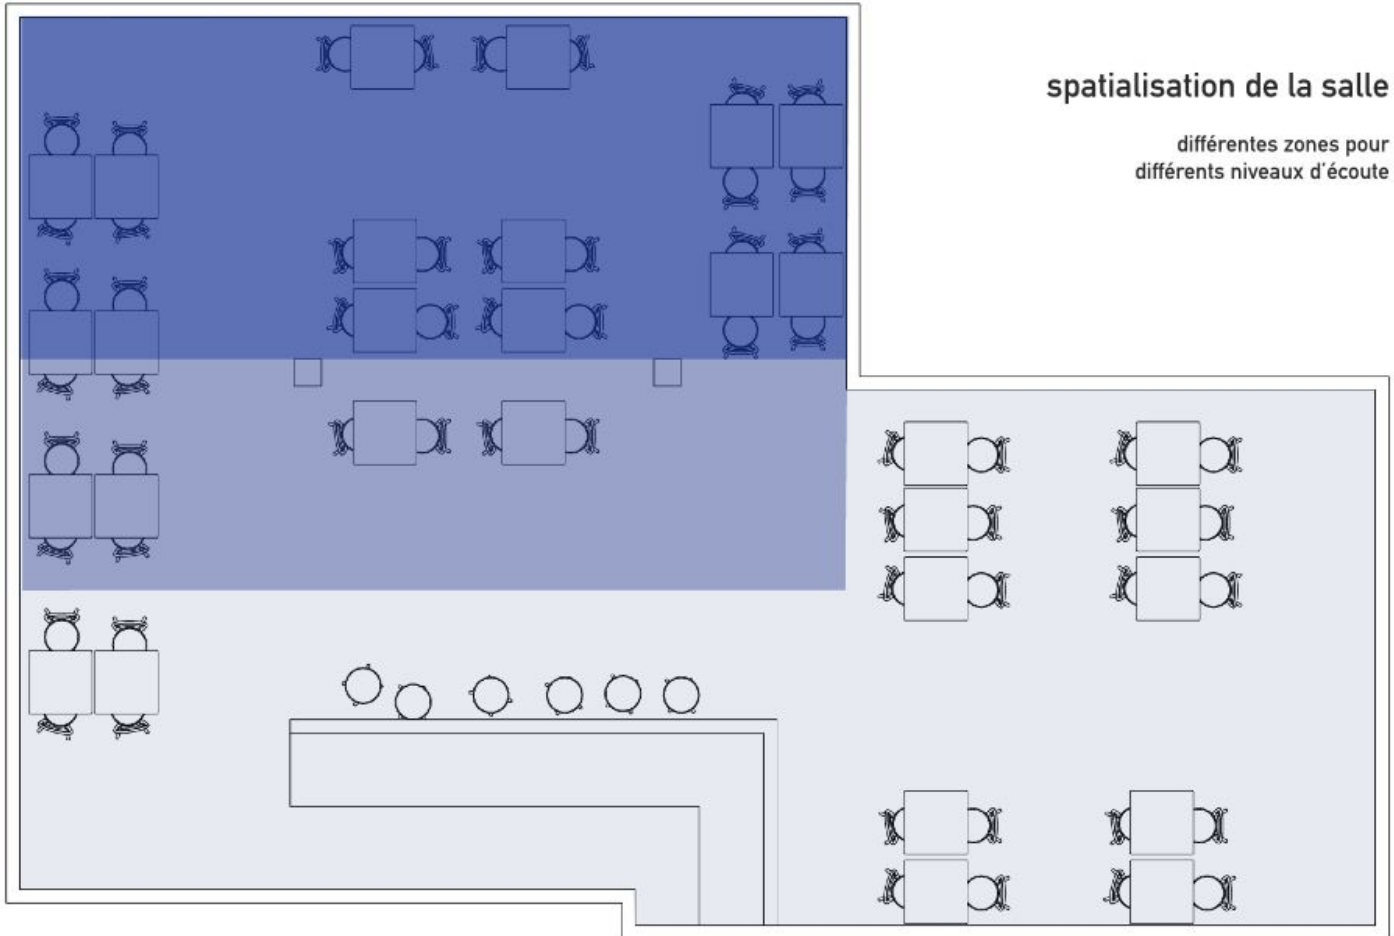 spatialisation de la salle
différentes zones pour
différents niveaux d'écoute